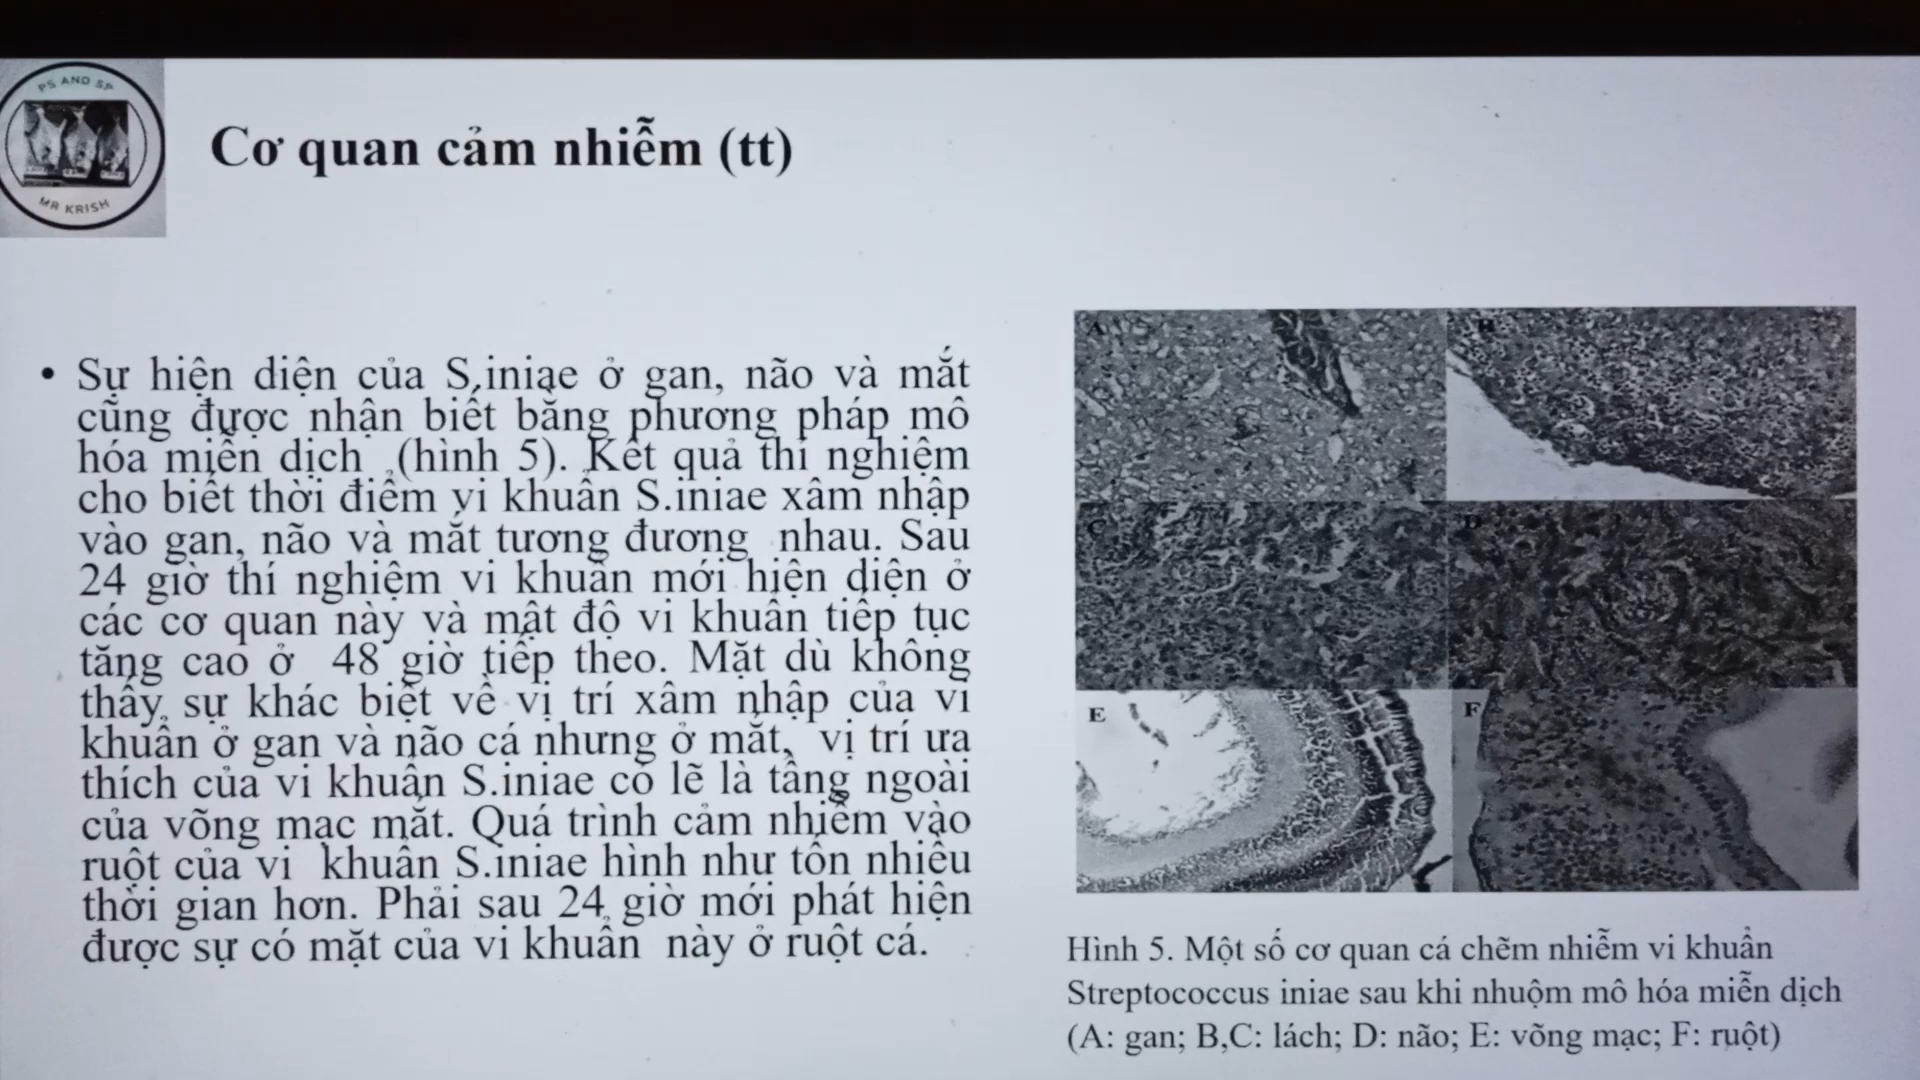 PS AND SP
MR KRISH
Cơ quan cảm nhiễm (tt)
• Sự hiện diện của S.iniae ở gan, não và mắt
cũng được nhận biết bằng phương pháp mô
hóa miễn dịch (hình 5). Kết quả thí nghiệm
cho biết thời điểm vi khuẩn S.iniae xâm nhập
vào gan, não và mắt tương đương nhau. Sau
24 giờ thí nghiệm vi khuẩn mới hiện diện ở
các cơ quan này và mật độ vi khuẩn tiếp tục
tăng cao ở 48 giờ tiếp theo. Mặt dù không
thấy sự khác biệt về vị trí xâm nhập của vi
khuẩn ở gan và não cá nhưng ở mắt, vị trí ưa
thích của vi khuẩn S.iniae có lẽ là tầng ngoài
của võng mạc mắt. Quá trình cảm nhiễm vào
ruột của vi khuẩn S.iniae hình như tốn nhiều
thời gian hơn. Phải sau 24 giờ mới phát hiện
được sự có mặt của vi khuẩn này ở ruột cá.
A B
C D
E F
Hình 5. Một số cơ quan cá chẽm nhiễm vi khuẩn
Streptococcus iniae sau khi nhuộm mô hóa miễn dịch
(A: gan; B,C: lách; D: não; E: võng mạc; F: ruột)